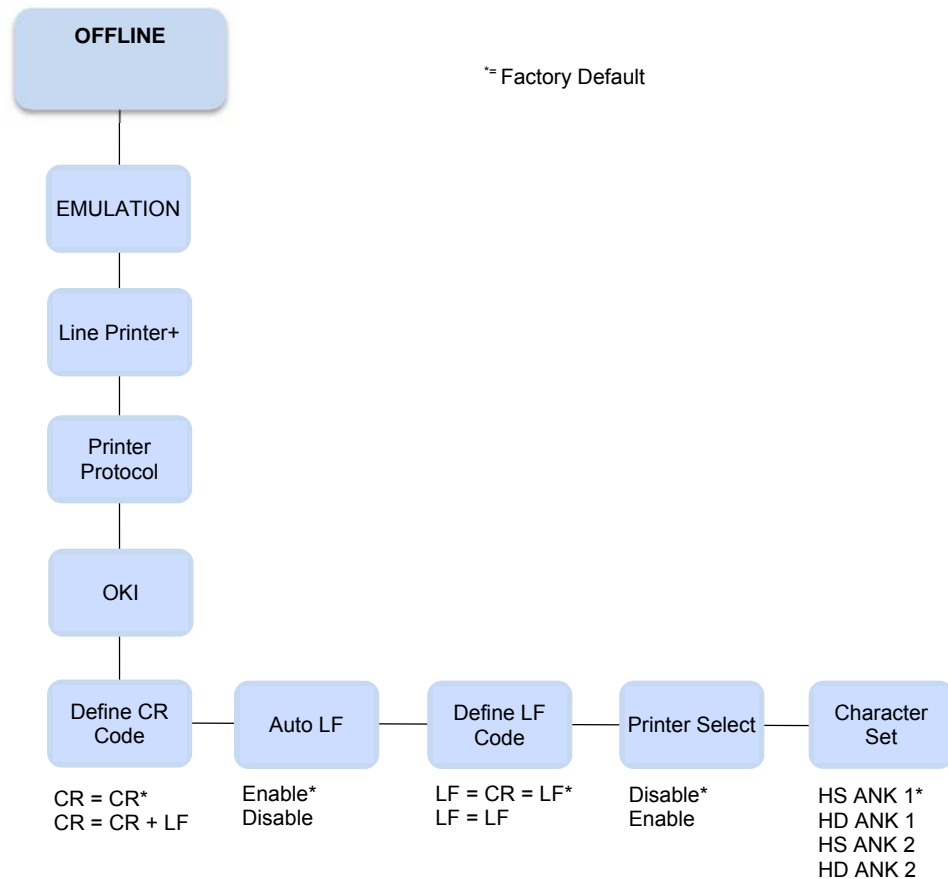 OFFLINE
*= Factory Default
EMULATION
Line Printer+
Printer
Protocol
OKI
Define CR
Code
Auto LF
Define LF
Code
Printer Select
Character
Set
CR = CR*
CR = CR + LF
Enable*
Disable
LF = CR = LF*
LF = LF
Disable*
Enable
HS ANK 1*
HD ANK 1
HS ANK 2
HD ANK 2